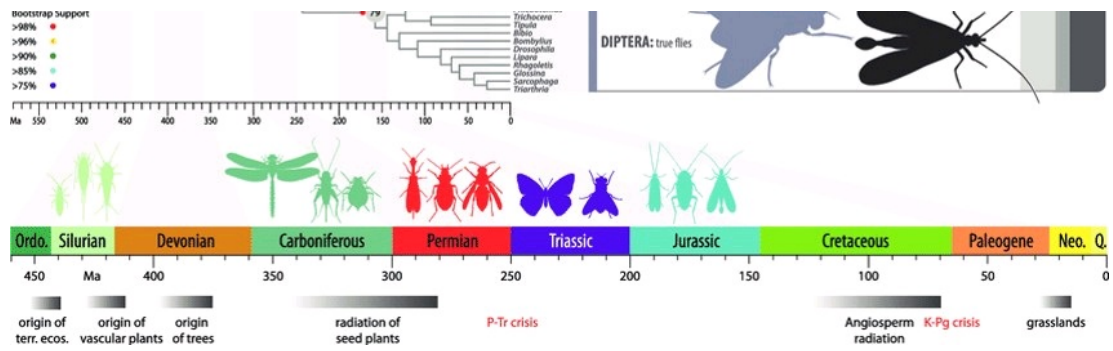 Bootstrap Support
>98%
>96%
>90%
>85%
>75%
79
Trichocera
Tipula
Bibio
Bombylius
Drosophila
Lipara
Rhagoletis
Glossina
Sarcophaga
Triarthria
DIPTERA: true flies
Ma 550 500 450 400 350 300 250 200 150 100 50 0
Ordo. Silurian Devonian Carboniferous Permian Triassic Jurassic Cretaceous Paleogene Neo. Q.
450 Ma 400 350 300 250 200 150 100 50 0
origin of
terr. ecos.
origin of
vascular plants
origin
of trees
radiation of
seed plants
P-Tr crisis
Angiosperm
radiation
K-Pg crisis
grasslands